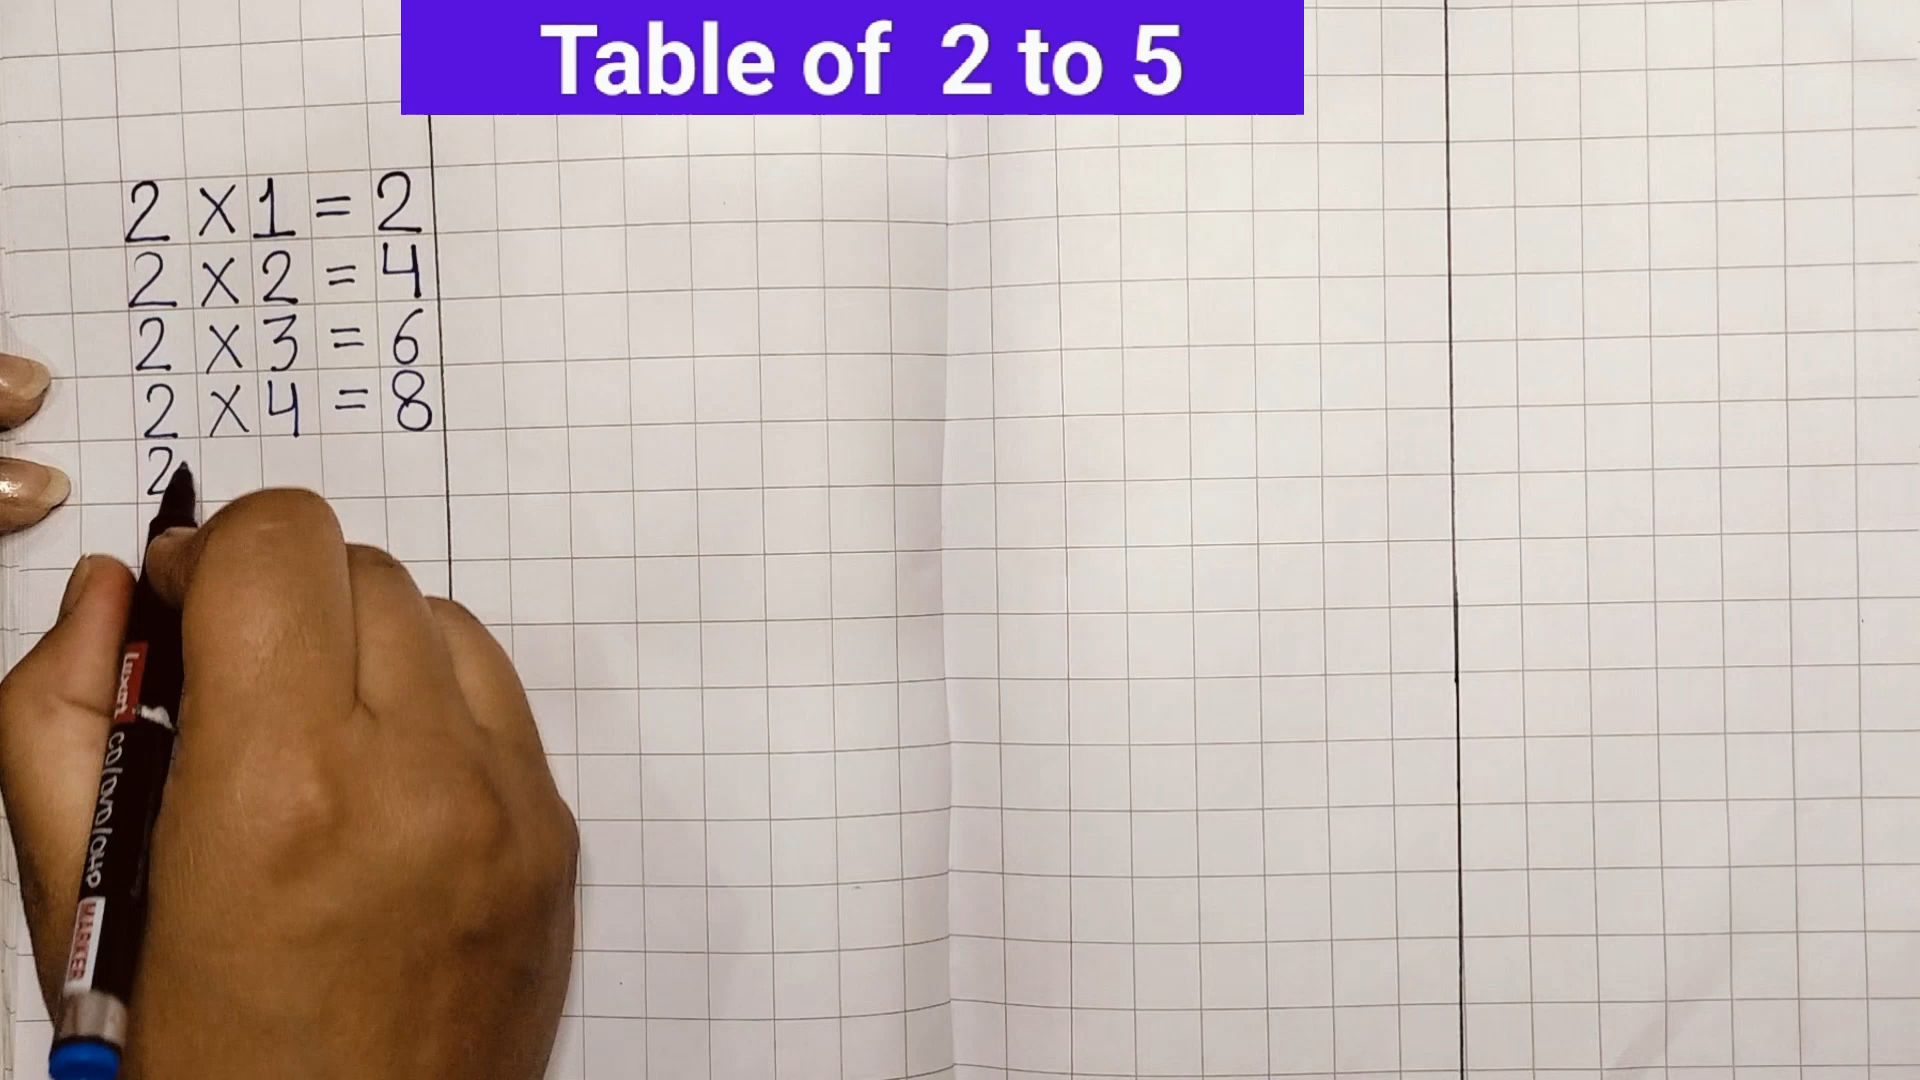 Table of 2 to 5
2 X 1 = 2
2 X 2 = 4
2 X 3 = 6
2 X 4 = 8
2
Luxor CD/DVD/OHP MARKER